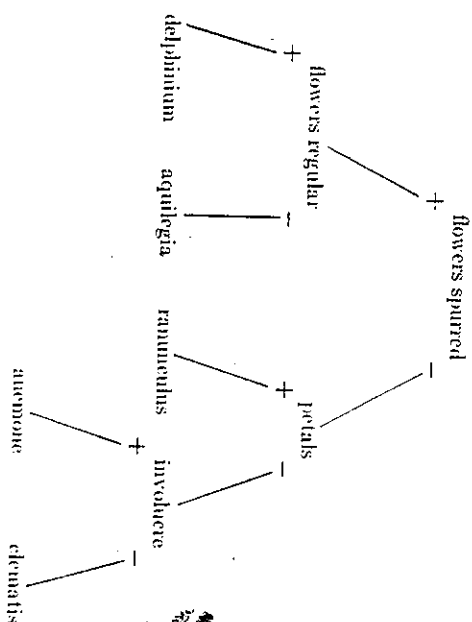 flowers spurred
+ −
flowers regular petals
+ − + −
delphinium aquilegia ranunculus involucre
+ −
anemone clematis